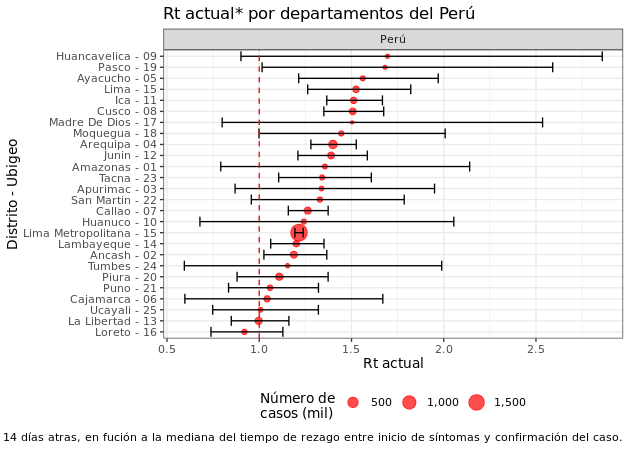 Rt actual* por departamentos del Perú
Perú
Distrito - Ubigeo
Huancavelica - 09
Pasco - 19
Ayacucho - 05
Lima - 15
Ica - 11
Cusco - 08
Madre De Dios - 17
Moquegua - 18
Arequipa - 04
Junin - 12
Amazonas - 01
Tacna - 23
Apurimac - 03
San Martin - 22
Callao - 07
Huanuco - 10
Lima Metropolitana - 15
Lambayeque - 14
Ancash - 02
Tumbes - 24
Piura - 20
Puno - 21
Cajamarca - 06
Ucayali - 25
La Libertad - 13
Loreto - 16
0.5 1.0 1.5 2.0 2.5
Rt actual
Número de
casos (mil)
500 1,000 1,500
14 días atras, en fución a la mediana del tiempo de rezago entre inicio de síntomas y confirmación del caso.